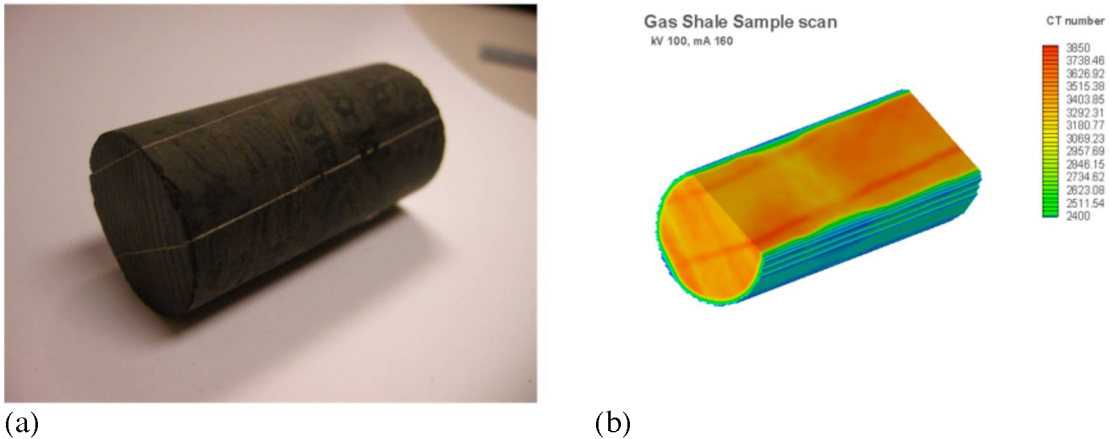 Gas Shale Sample scan
kV 100, mA 160
CT number
3850
3738.46
3626.92
3515.38
3403.85
3292.31
3180.77
3069.23
2957.69
2846.15
2734.62
2623.08
2511.54
2400
(a)
(b)